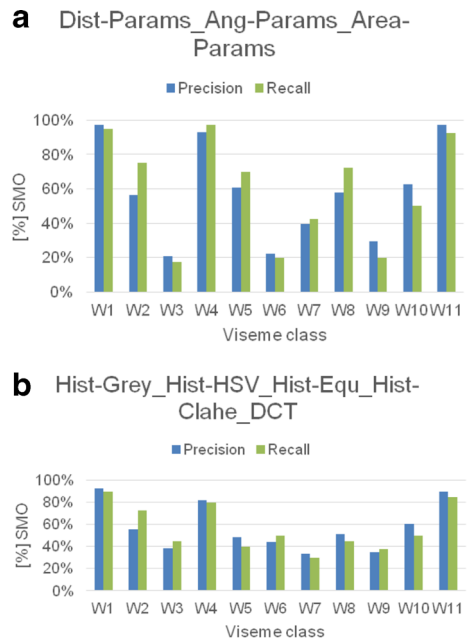 a
Dist-Params_Ang-Params_Area-
Params
Precision Recall
100%
80%
60%
40%
20%
0%
[%] SMO
W1 W2 W3 W4 W5 W6 W7 W8 W9 W10 W11
Viseme class
b
Hist-Grey_Hist-HSV_Hist-Equ_Hist-
Clahe_DCT
Precision Recall
100%
80%
60%
40%
20%
0%
[%] SMO
W1 W2 W3 W4 W5 W6 W7 W8 W9 W10 W11
Viseme class